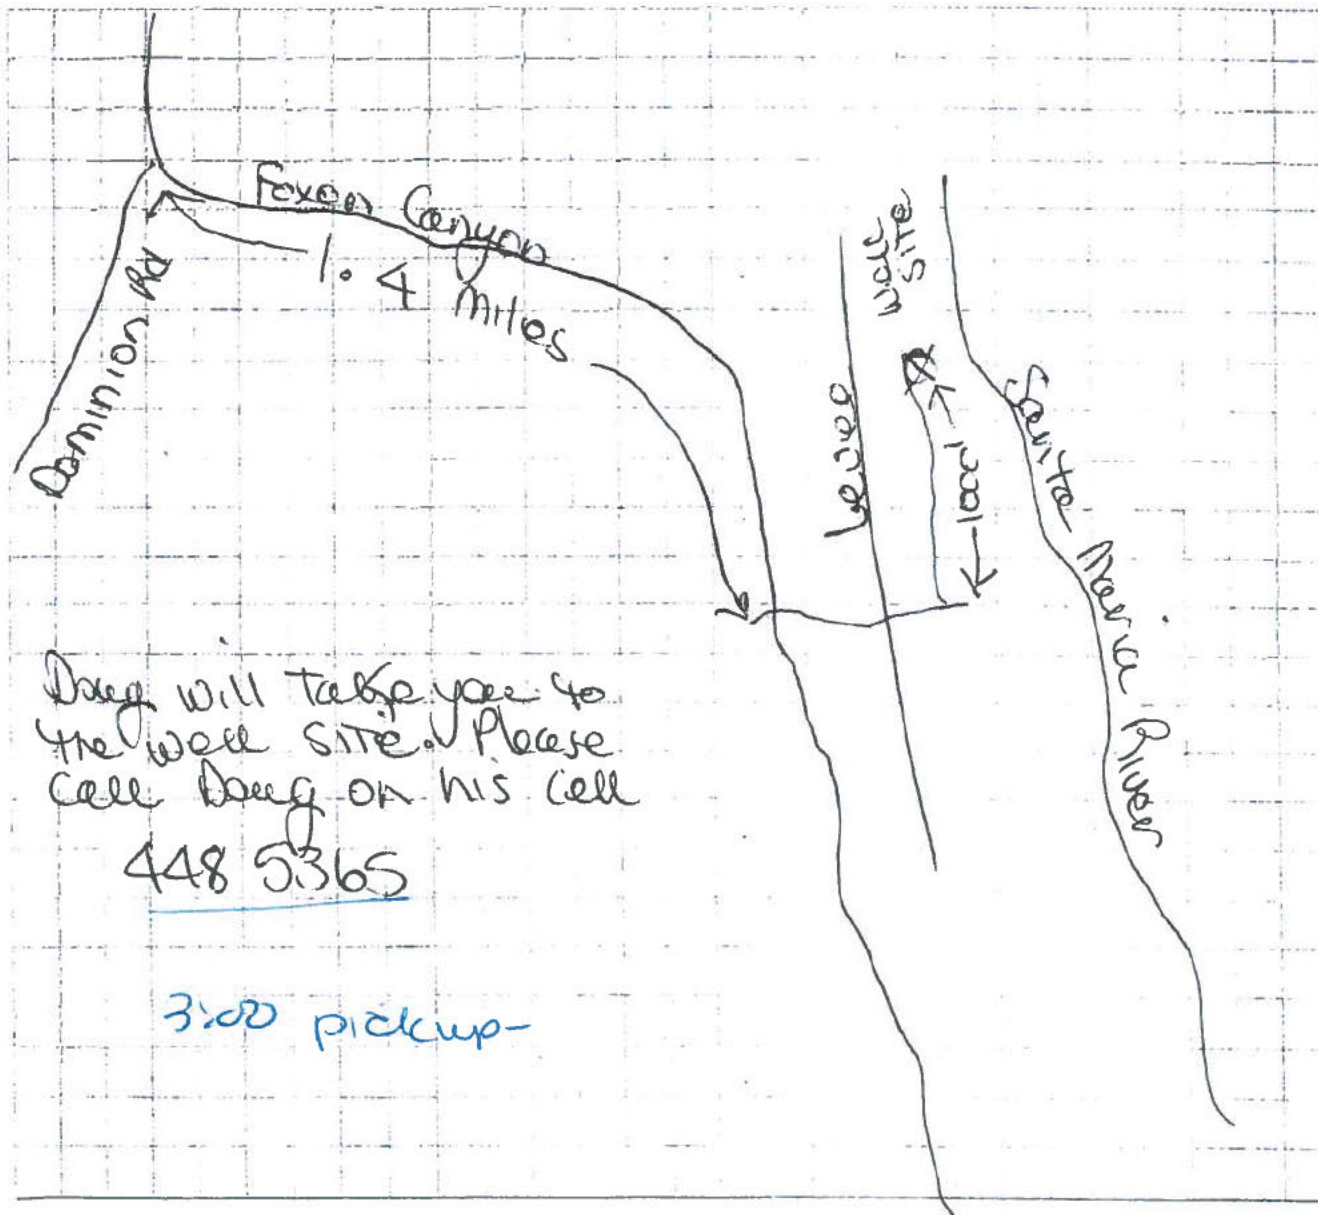 Foxen Canyon
1.4 Miles
Dominion Rd
Well
Site
Levee
1000'
Santa Maria River
Doug will take you to
the well SITE. Please
Call Doug on his Cell
448 5365
3:00 pickup-